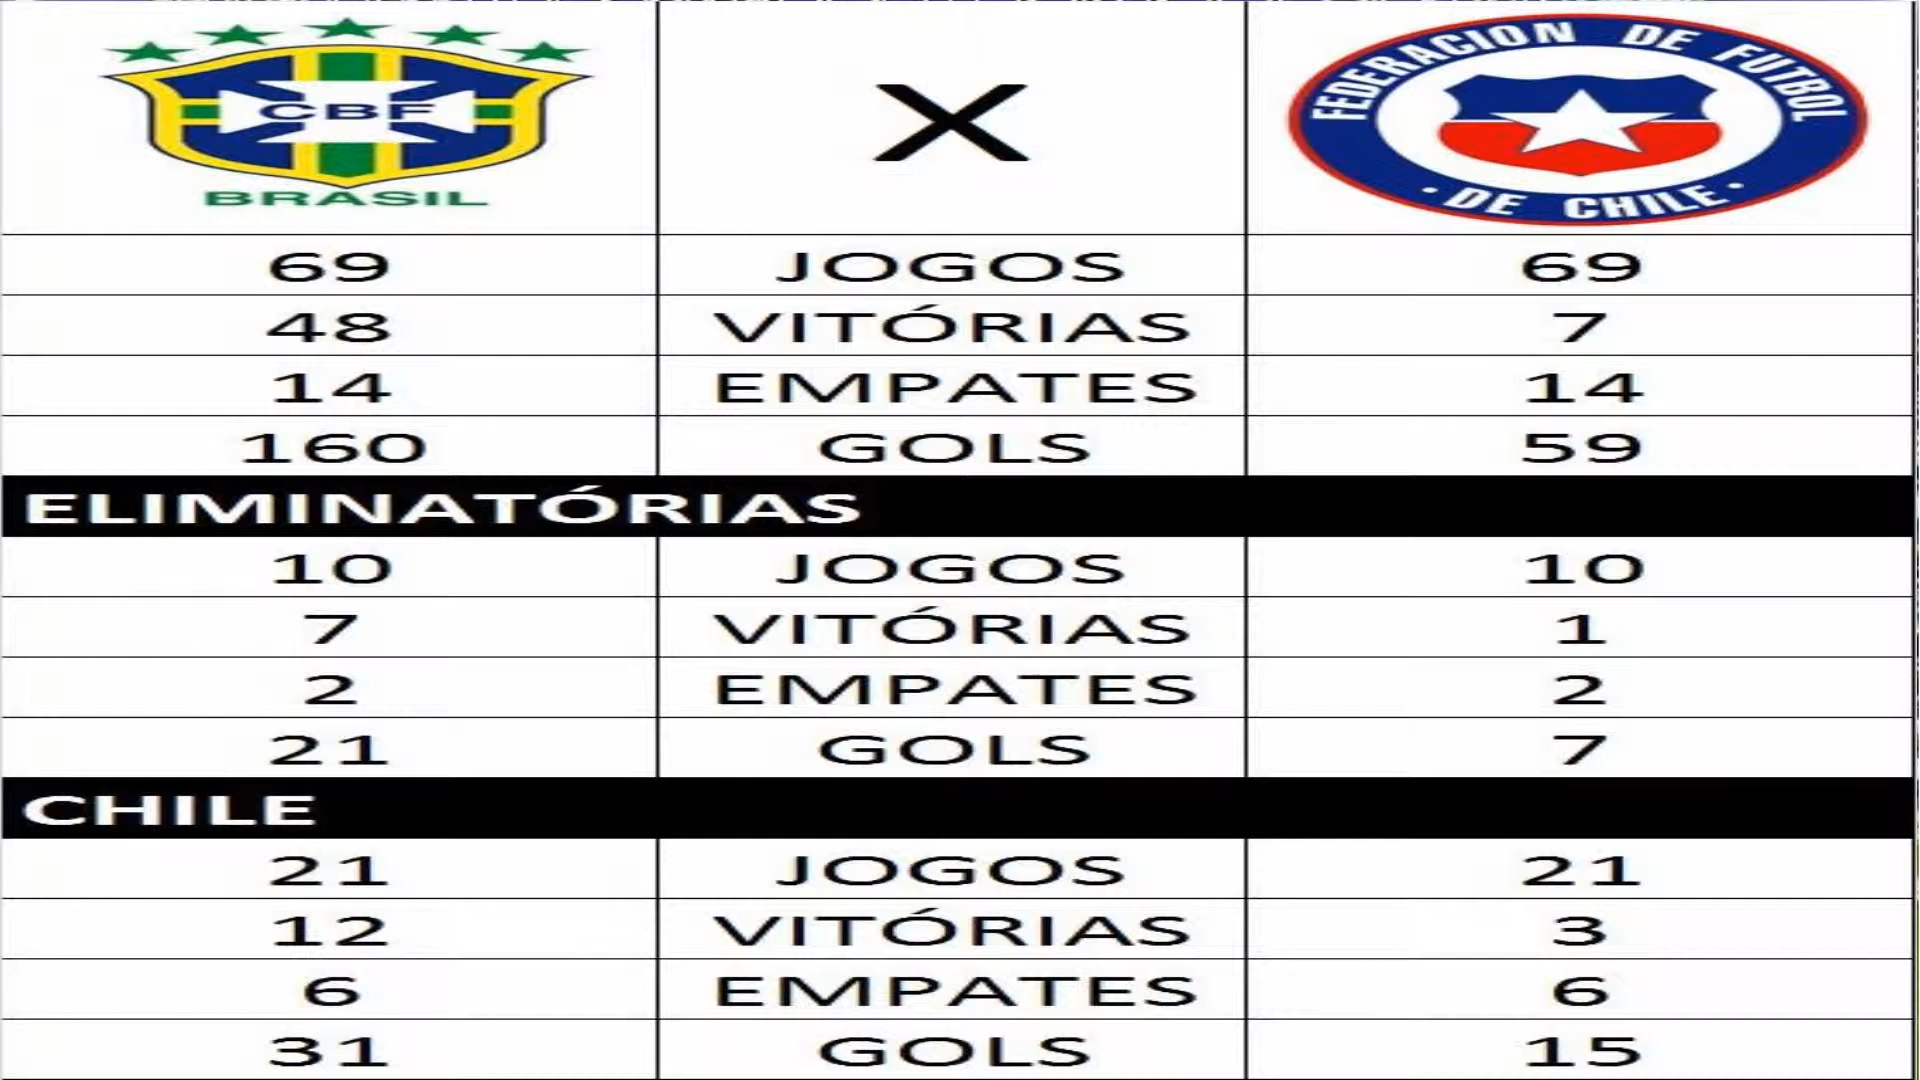 CBF
BRASIL
X
FEDERACION DE FUTBOL
· DE CHILE ·
69 JOGOS 69
48 VITÓRIAS 7
14 EMPATES 14
160 GOLS 59
ELIMINATÓRIAS
10 JOGOS 10
7 VITÓRIAS 1
2 EMPATES 2
21 GOLS 7
CHILE
21 JOGOS 21
12 VITÓRIAS 3
6 EMPATES 6
31 GOLS 15